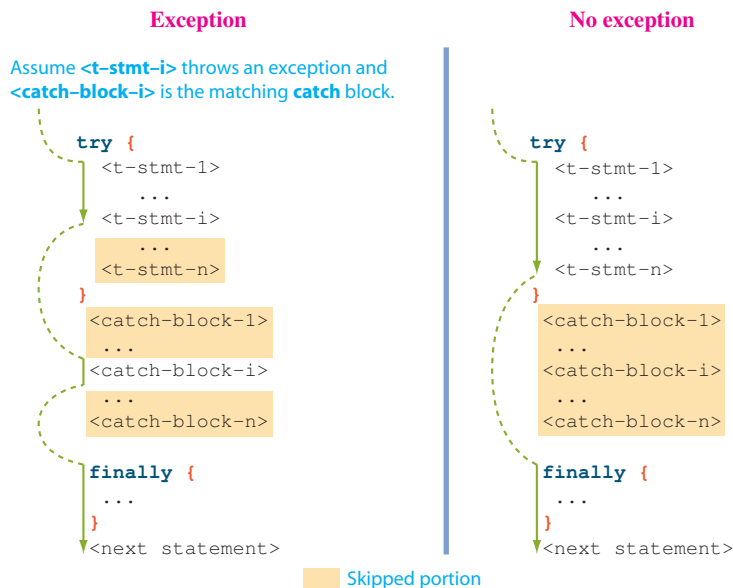 Exception
Assume <t–stmt–i> throws an exception and
<catch–block–i> is the matching catch block.
try {
<t-stmt-1>
...
<t-stmt-i>
...
<t-stmt-n>
}
<catch-block-1>
...
<catch-block-i>
...
<catch-block-n>
finally {
...
}
<next statement>
No exception
try {
<t-stmt-1>
...
<t-stmt-i>
...
<t-stmt-n>
}
<catch-block-1>
...
<catch-block-i>
...
<catch-block-n>
finally {
...
}
<next statement>
Skipped portion